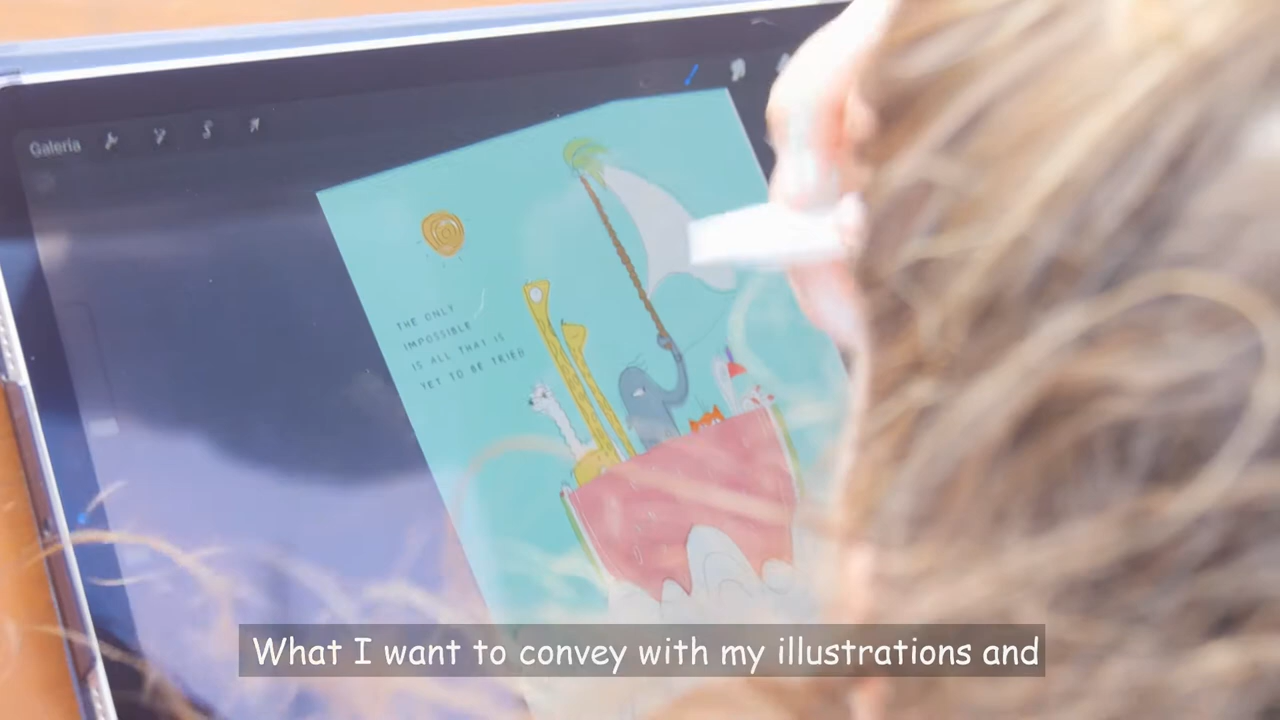 Galería
THE ONLY
IMPOSSIBLE
IS ALL THAT IS
YET TO BE TRIED
What I want to convey with my illustrations and